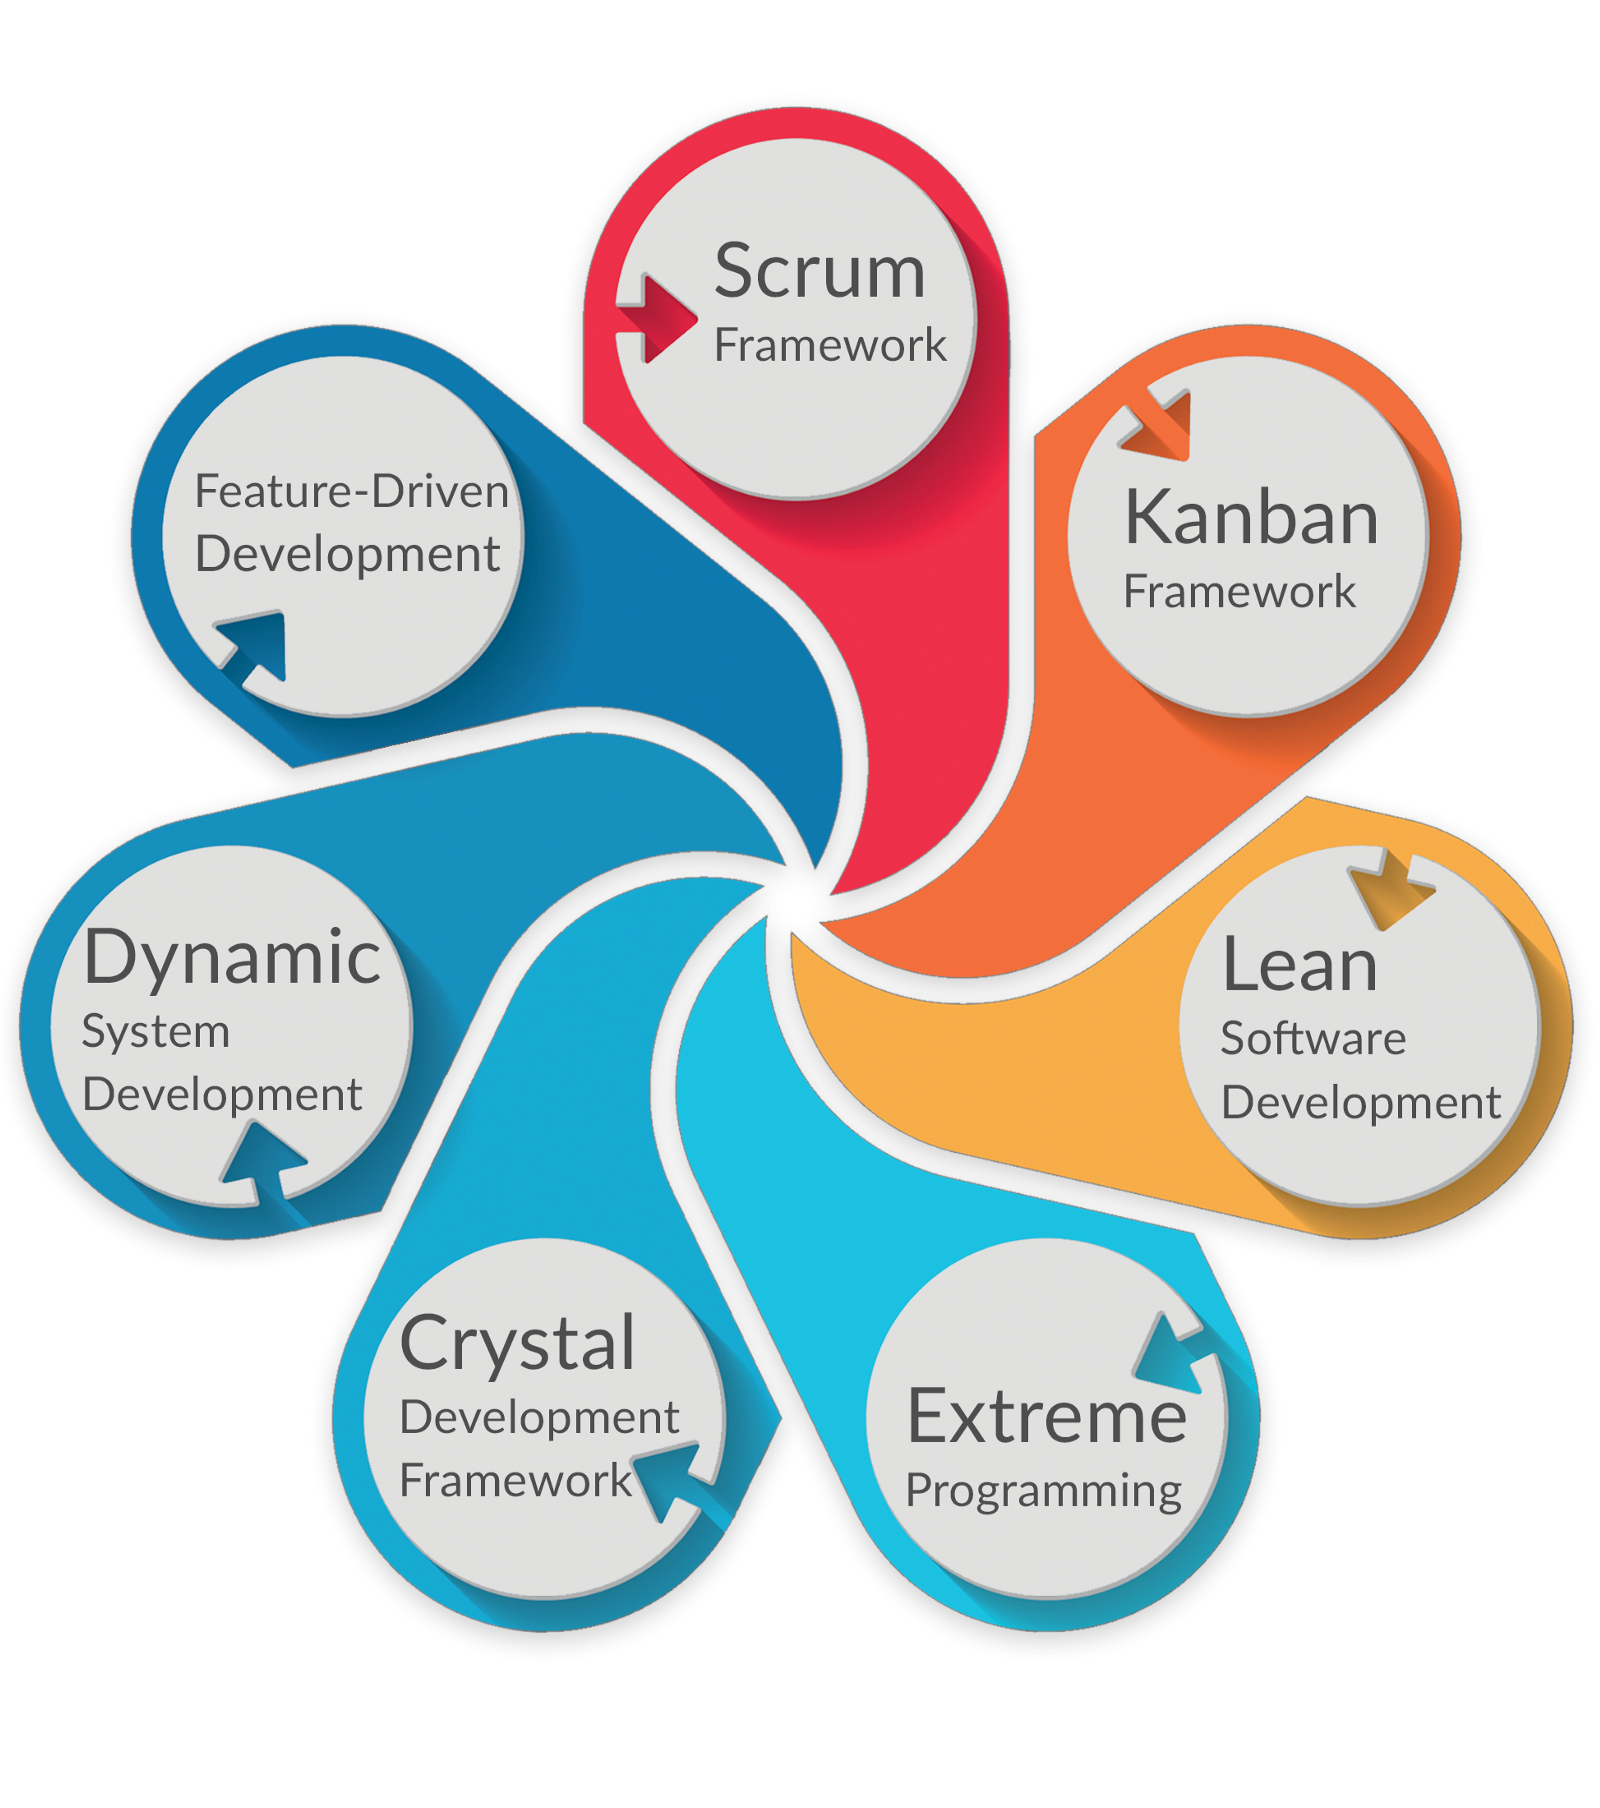 Scrum
Framework
Kanban
Framework
Lean
Software
Development
Extreme
Programming
Crystal
Development
Framework
Dynamic
System
Development
Feature-Driven
Development